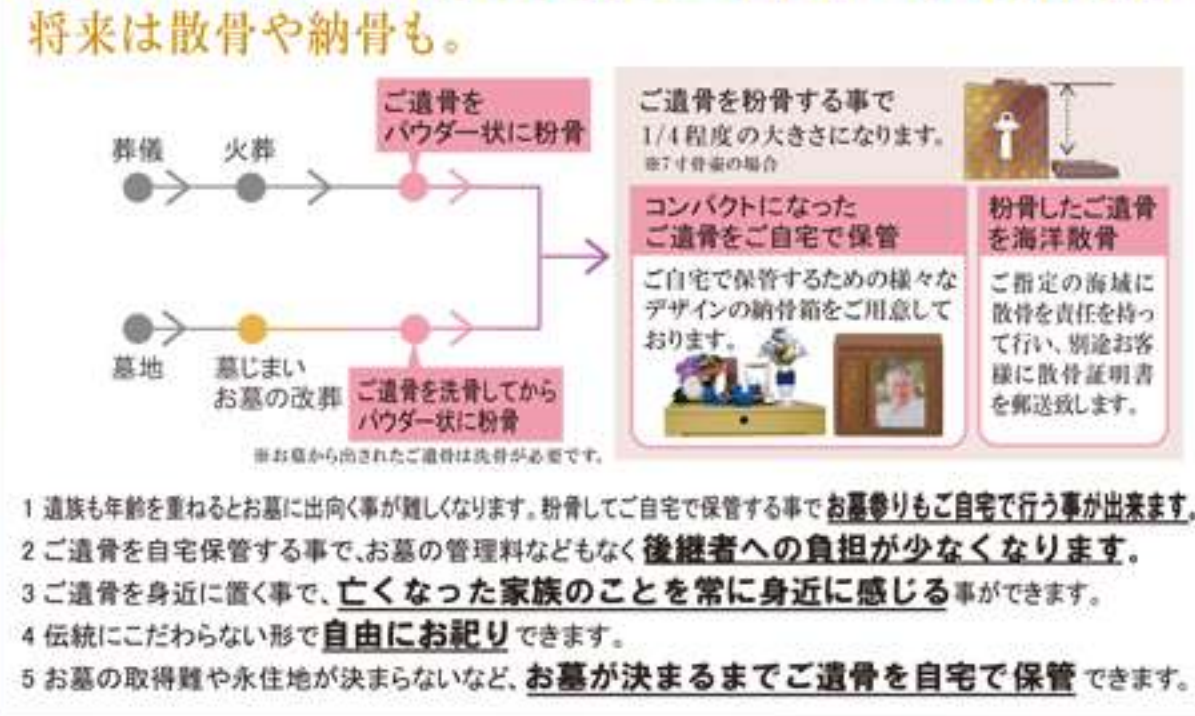 将来は散骨や納骨も。
葬儀
火葬
ご遺骨を
パウダー状に粉骨
墓地
墓じまい
お墓の改葬
ご遺骨を洗骨してから
パウダー状に粉骨
※お墓から出されたご遺骨は洗骨が必要です。
ご遺骨を粉骨する事で
1/4程度の大きさになります。
※7寸骨壷の場合
コンパクトになった
ご遺骨をご自宅で保管
ご自宅で保管するための様々な
デザインの納骨箱をご用意して
おります。
粉骨したご遺骨
を海洋散骨
ご指定の海域に
散骨を責任を持っ
て行い、別途お客
様に散骨証明書
を郵送致します。
1 遺族も年齢を重ねるとお墓に出向く事が難しくなります。粉骨してご自宅で保管する事でお墓参りもご自宅で行う事が出来ます。
2 ご遺骨を自宅保管する事で、お墓の管理料などもなく後継者への負担が少なくなります。
3 ご遺骨を身近に置く事で、亡くなった家族のことを常に身近に感じる事ができます。
4 伝統にこだわらない形で自由にお祀りできます。
5 お墓の取得難や永住地が決まらないなど、お墓が決まるまでご遺骨を自宅で保管できます。